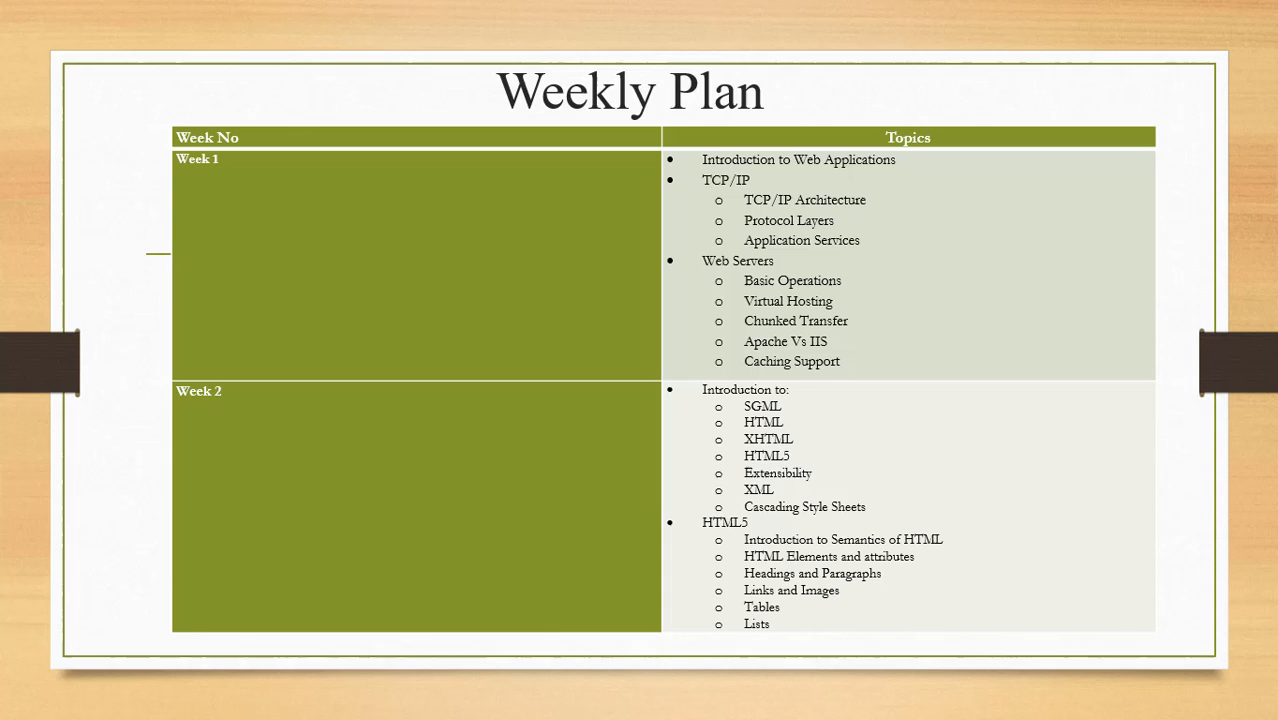 Weekly Plan
Week No
Topics
Week 1
• Introduction to Web Applications
• TCP/IP
o TCP/IP Architecture
o Protocol Layers
o Application Services
• Web Servers
o Basic Operations
o Virtual Hosting
o Chunked Transfer
o Apache Vs IIS
o Caching Support
Week 2
• Introduction to:
o SGML
o HTML
o XHTML
o HTML5
o Extensibility
o XML
o Cascading Style Sheets
• HTML5
o Introduction to Semantics of HTML
o HTML Elements and attributes
o Headings and Paragraphs
o Links and Images
o Tables
o Lists